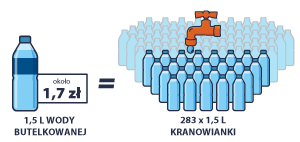 około
1,7 zł
=
1,5 L WODY
BUTELKOWANEJ
283 x 1,5 L
KRANOWIANKI